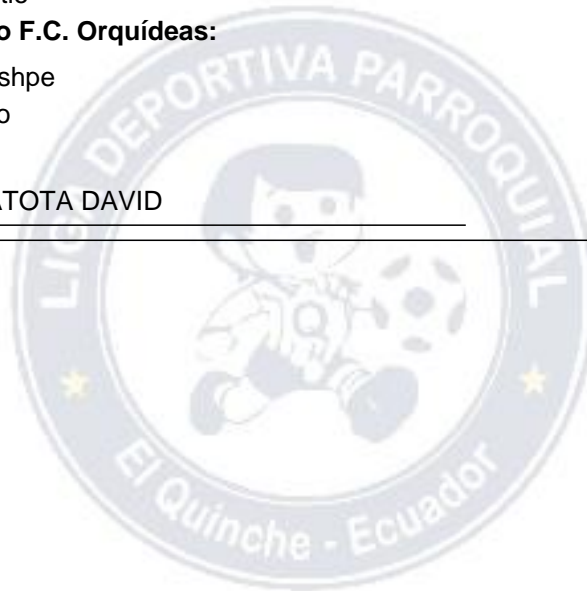 o F.C. Orquídeas:
shpe
o
ATOTA DAVID
LIGA DEPORTIVA PARROQUIAL
Q
El Quinche - Ecuador